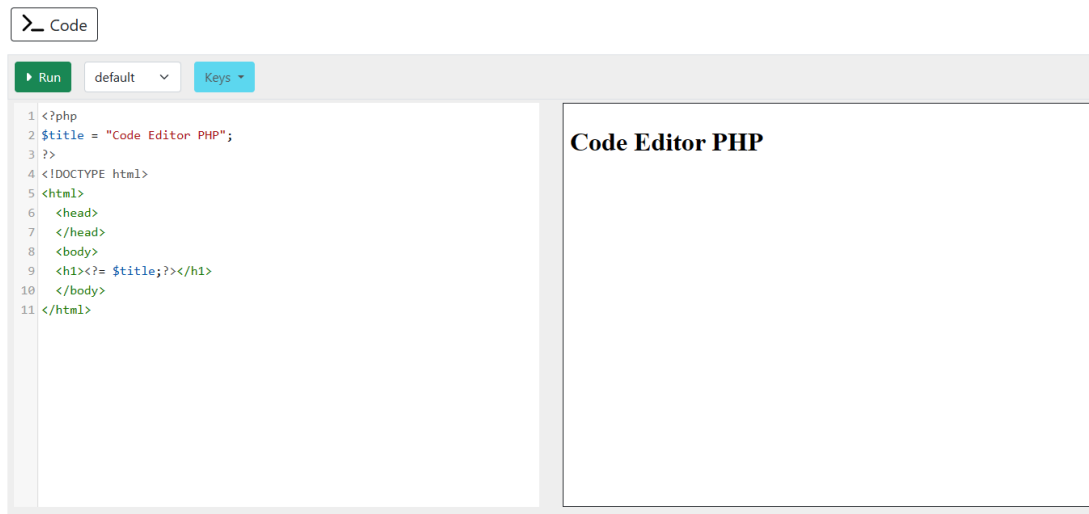 Code
Run default Keys
1 <?php
2 $title = "Code Editor PHP";
3 ?>
4 <!DOCTYPE html>
5 <html>
6   <head>
7   </head>
8   <body>
9   <h1><?= $title;?></h1>
10   </body>
11 </html>
Code Editor PHP